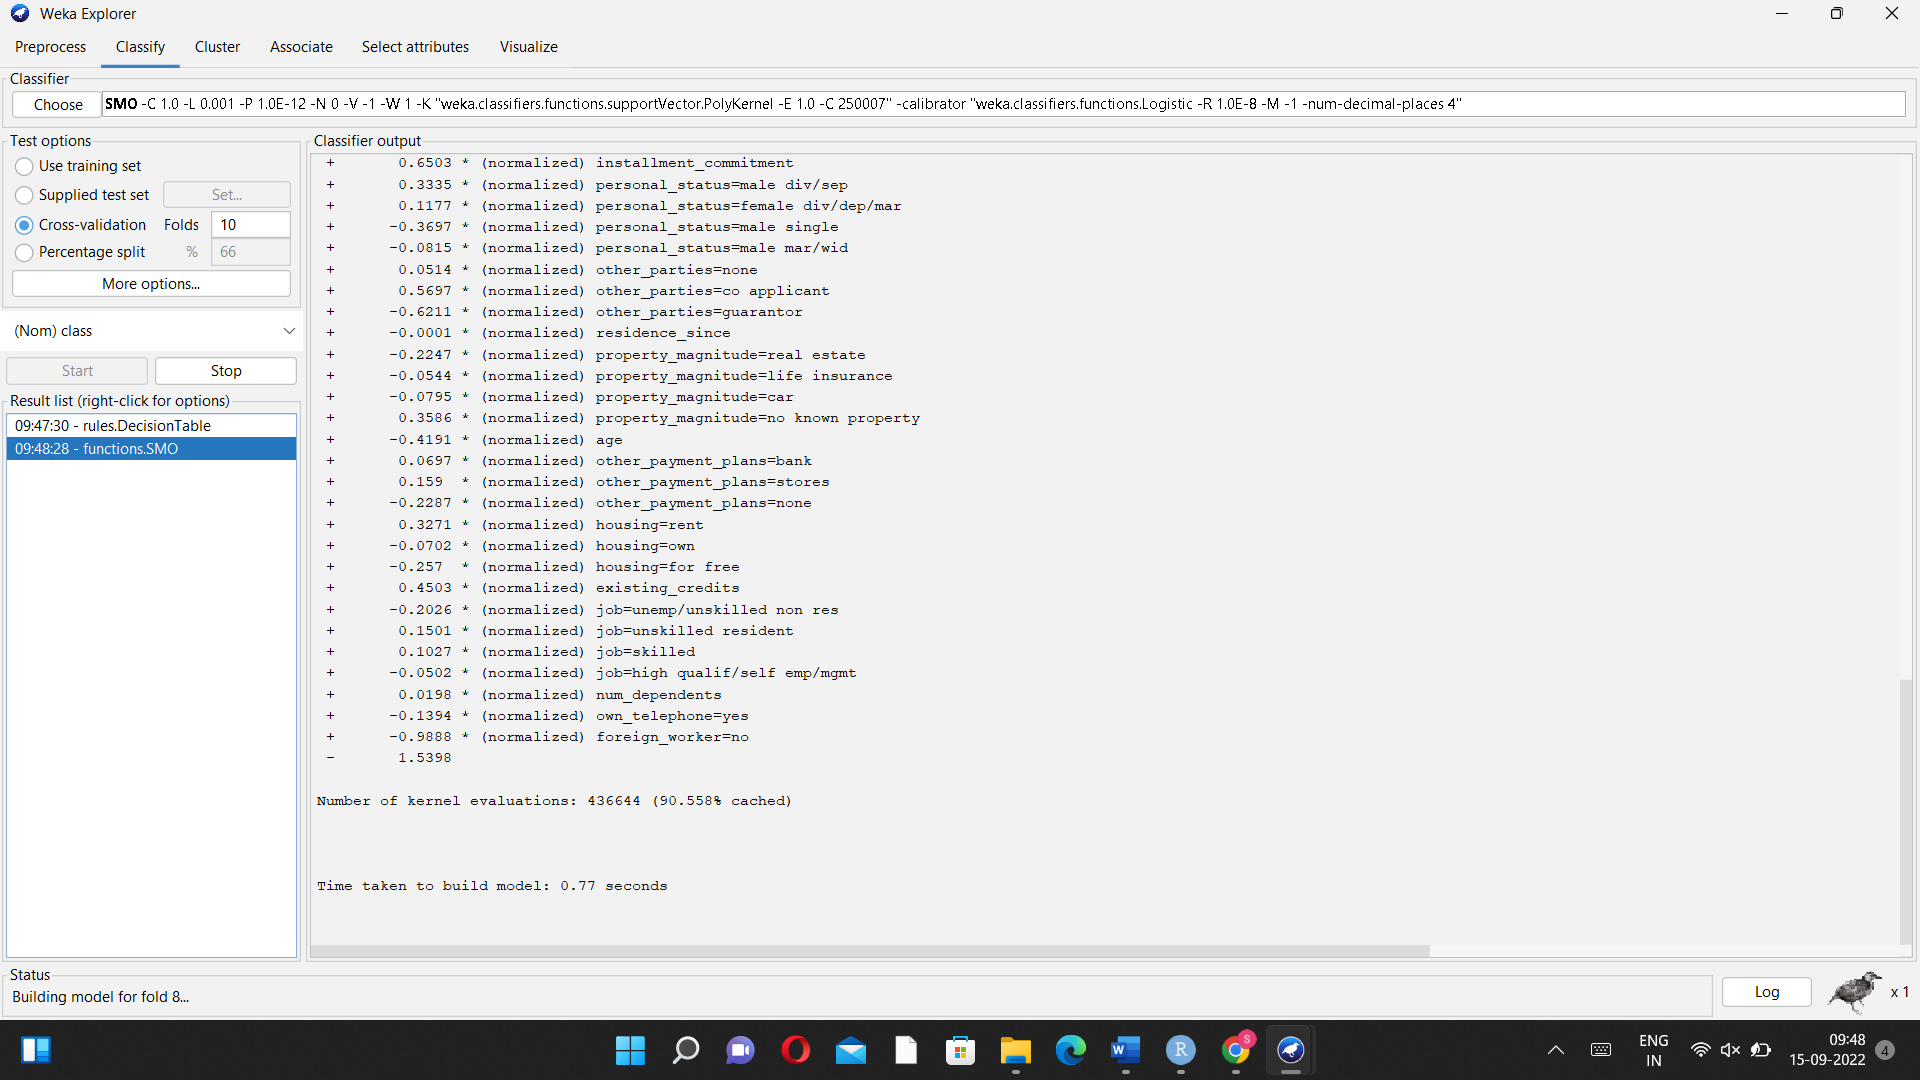 Weka Explorer
Preprocess Classify Cluster Associate Select attributes Visualize
Classifier
Choose SMO -C 1.0 -L 0.001 -P 1.0E-12 -N 0 -V -1 -W 1 -K "weka.classifiers.functions.supportVector.PolyKernel -E 1.0 -C 250007" -calibrator "weka.classifiers.functions.Logistic -R 1.0E-8 -M -1 -num-decimal-places 4"
Test options
Use training set
Supplied test set Set...
Cross-validation Folds 10
Percentage split % 66
More options...
(Nom) class
Start Stop
Result list (right-click for options)
09:47:30 - rules.DecisionTable
09:48:28 - functions.SMO
Classifier output
+ 0.6503 * (normalized) installment_commitment
+ 0.3335 * (normalized) personal_status=male div/sep
+ 0.1177 * (normalized) personal_status=female div/dep/mar
+ -0.3697 * (normalized) personal_status=male single
+ -0.0815 * (normalized) personal_status=male mar/wid
+ 0.0514 * (normalized) other_parties=none
+ 0.5697 * (normalized) other_parties=co applicant
+ -0.6211 * (normalized) other_parties=guarantor
+ -0.0001 * (normalized) residence_since
+ -0.2247 * (normalized) property_magnitude=real estate
+ -0.0544 * (normalized) property_magnitude=life insurance
+ -0.0795 * (normalized) property_magnitude=car
+ 0.3586 * (normalized) property_magnitude=no known property
+ -0.4191 * (normalized) age
+ 0.0697 * (normalized) other_payment_plans=bank
+ 0.159 * (normalized) other_payment_plans=stores
+ -0.2287 * (normalized) other_payment_plans=none
+ 0.3271 * (normalized) housing=rent
+ -0.0702 * (normalized) housing=own
+ -0.257 * (normalized) housing=for free
+ 0.4503 * (normalized) existing_credits
+ -0.2026 * (normalized) job=unemp/unskilled non res
+ 0.1501 * (normalized) job=unskilled resident
+ 0.1027 * (normalized) job=skilled
+ -0.0502 * (normalized) job=high qualif/self emp/mgmt
+ 0.0198 * (normalized) num_dependents
+ -0.1394 * (normalized) own_telephone=yes
+ -0.9888 * (normalized) foreign_worker=no
- 1.5398
Number of kernel evaluations: 436644 (90.558% cached)
Time taken to build model: 0.77 seconds
Status
Building model for fold 8...
Log
x 1
W
R
S
ENG
IN
09:48
15-09-2022
4